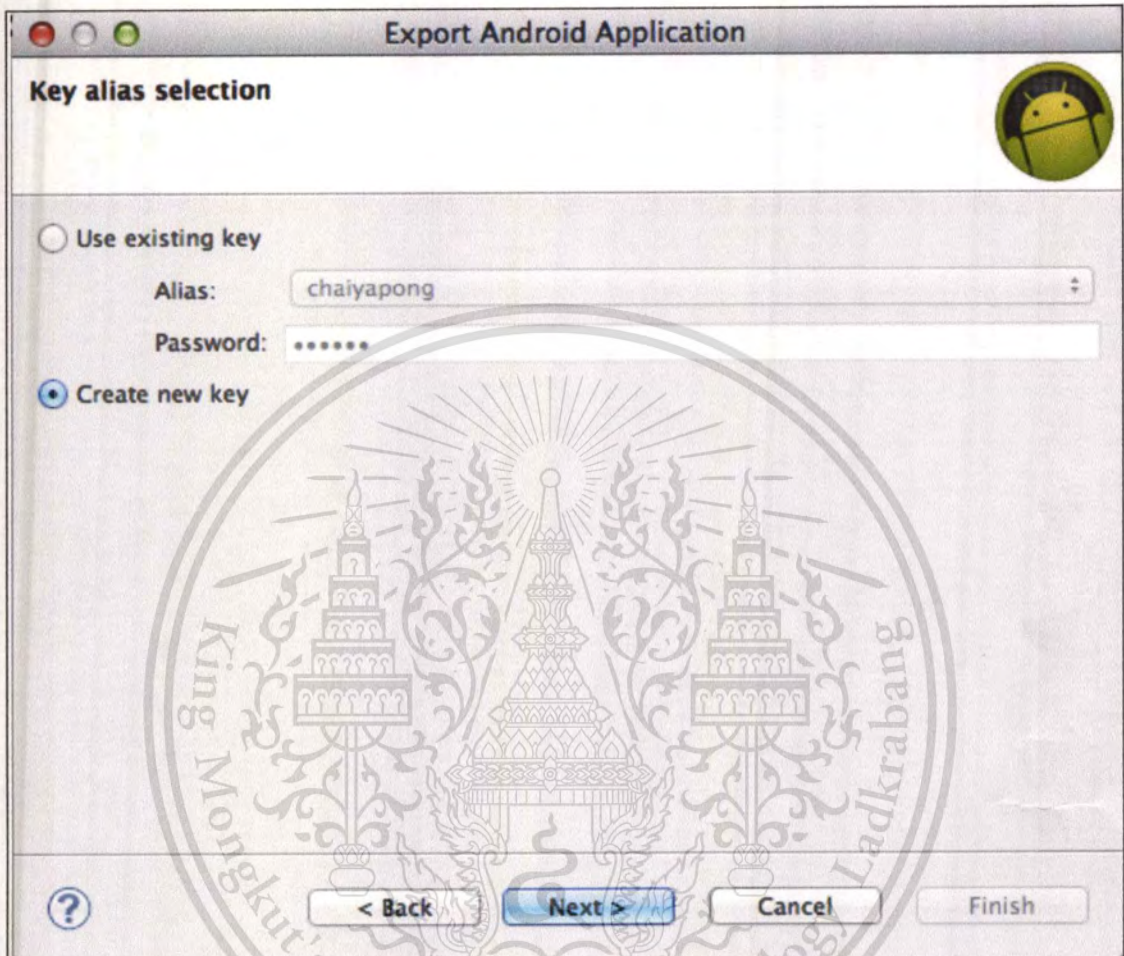 Export Android Application
Key alias selection
Use existing key
Alias: chaiyapong
Password: ••••••
Create new key
King Mongkut's
ogy Ladkrabang
? < Back Next > Cancel Finish